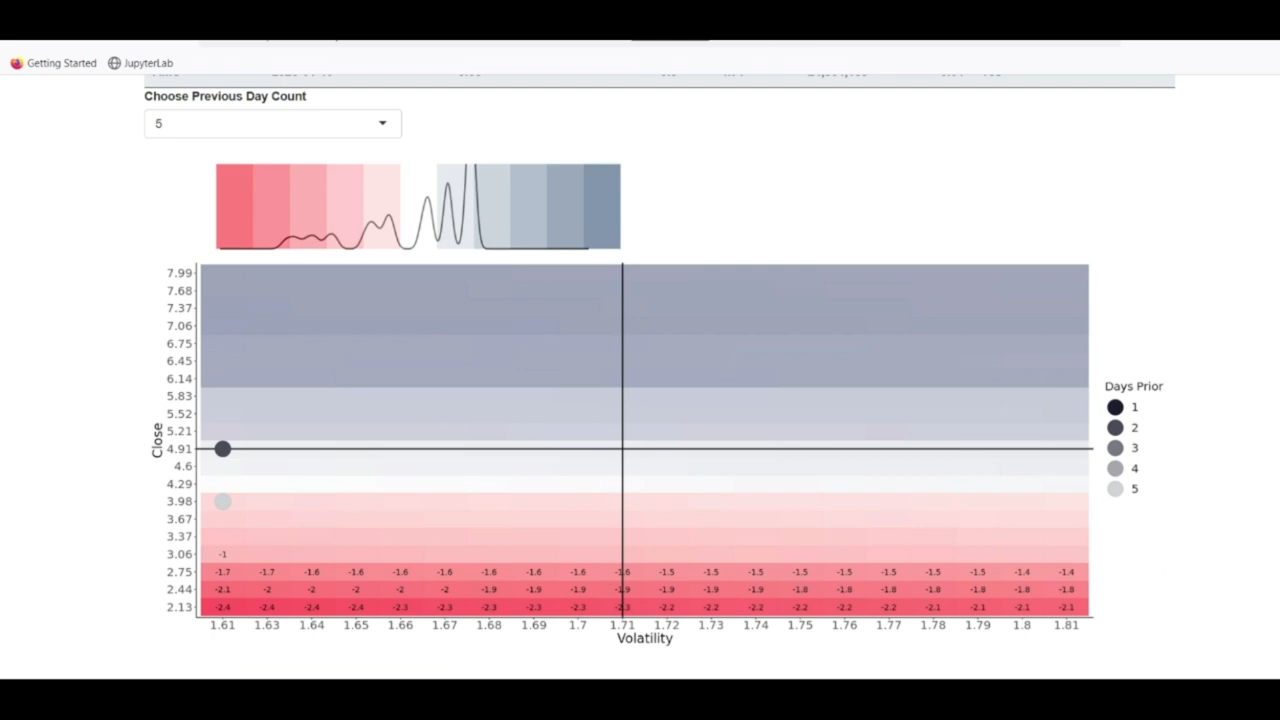 Getting Started JupyterLab
Choose Previous Day Count
5
7.99
7.68
7.37
7.06
6.75
6.45
6.14
5.83
5.52
5.21
4.91
4.6
4.29
3.98
3.67
3.37
3.06 -1
2.75 -1.7 -1.7 -1.6 -1.6 -1.6 -1.6 -1.6 -1.6 -1.6 -1.6 -1.5 -1.5 -1.5 -1.5 -1.5 -1.5 -1.5 -1.5 -1.4 -1.4
2.44 -2.1 -2 -2 -2 -2 -2 -1.9 -1.9 -1.9 -1.9 -1.9 -1.9 -1.9 -1.8 -1.8 -1.8 -1.8 -1.8 -1.8 -1.8
2.13 -2.4 -2.4 -2.4 -2.4 -2.3 -2.3 -2.3 -2.3 -2.3 -2.3 -2.2 -2.2 -2.2 -2.2 -2.2 -2.2 -2.1 -2.1 -2.1 -2.1
1.61 1.63 1.64 1.65 1.66 1.67 1.68 1.69 1.7 1.71 1.72 1.73 1.74 1.75 1.76 1.77 1.78 1.79 1.8 1.81
Close
Volatility
Days Prior
1
2
3
4
5